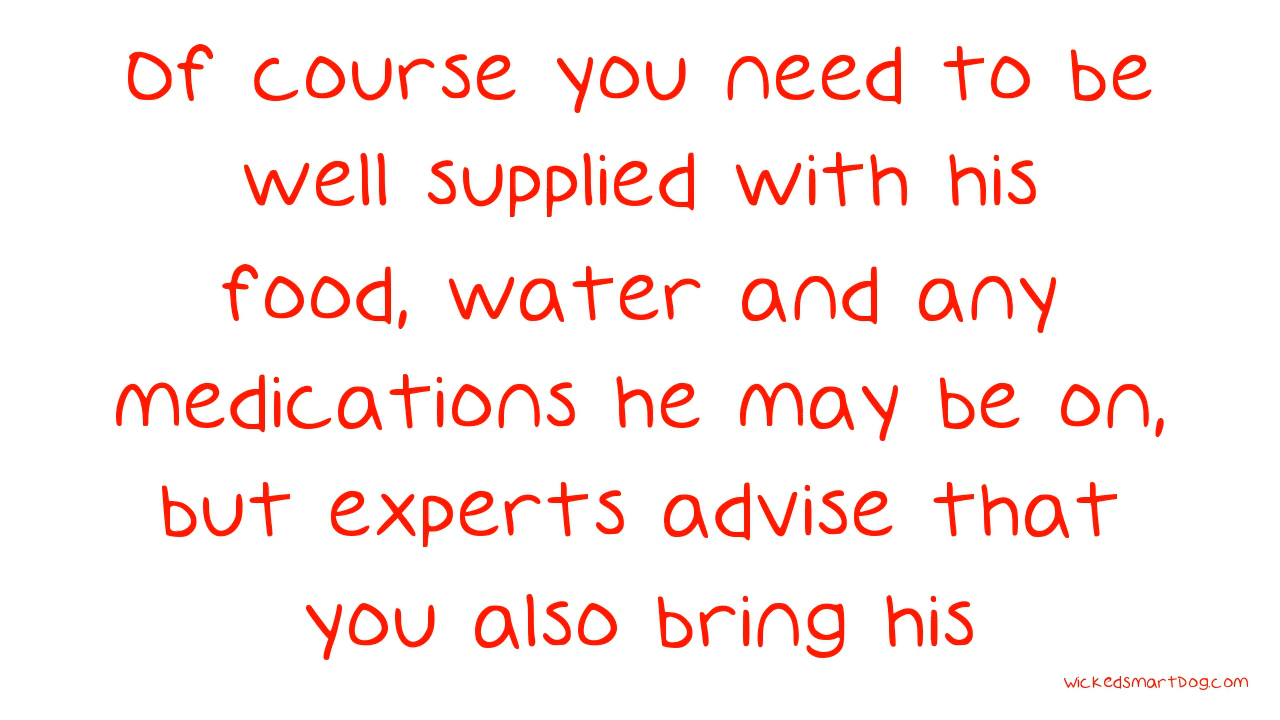 Of course you need to be
well supplied with his
food, water and any
medications he may be on,
but experts advise that
you also bring his
wickedsmartDog.com